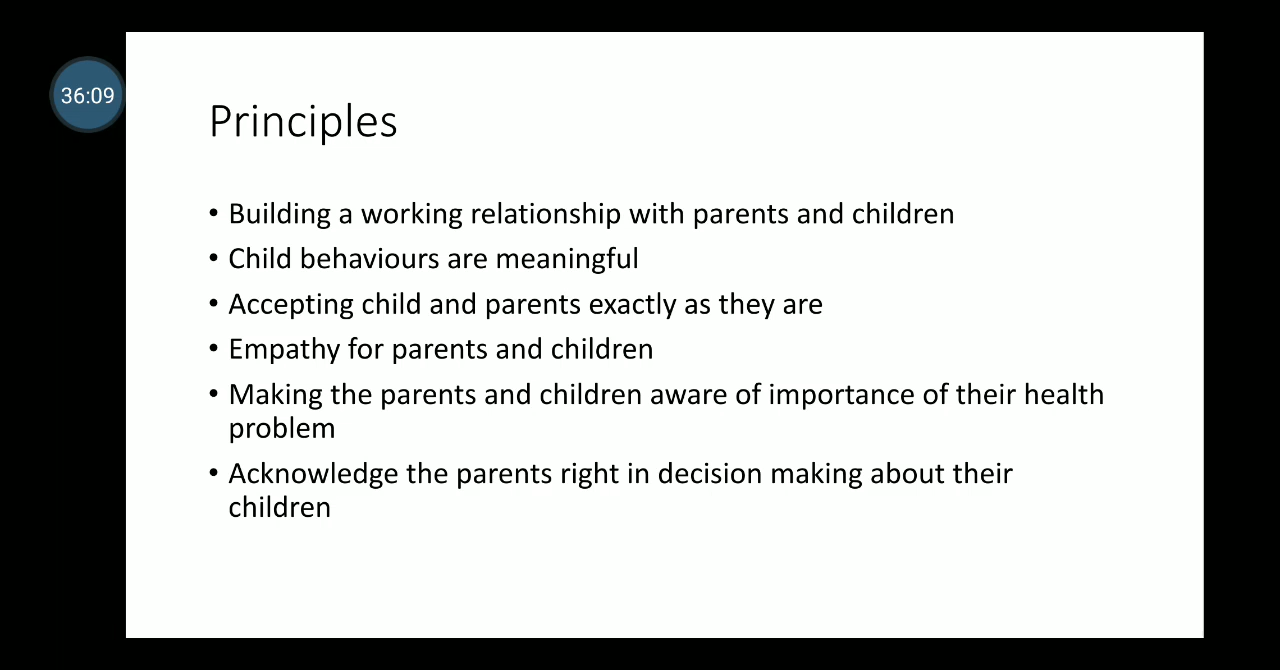 36:09
Principles
• Building a working relationship with parents and children
• Child behaviours are meaningful
• Accepting child and parents exactly as they are
• Empathy for parents and children
• Making the parents and children aware of importance of their health
problem
• Acknowledge the parents right in decision making about their
children